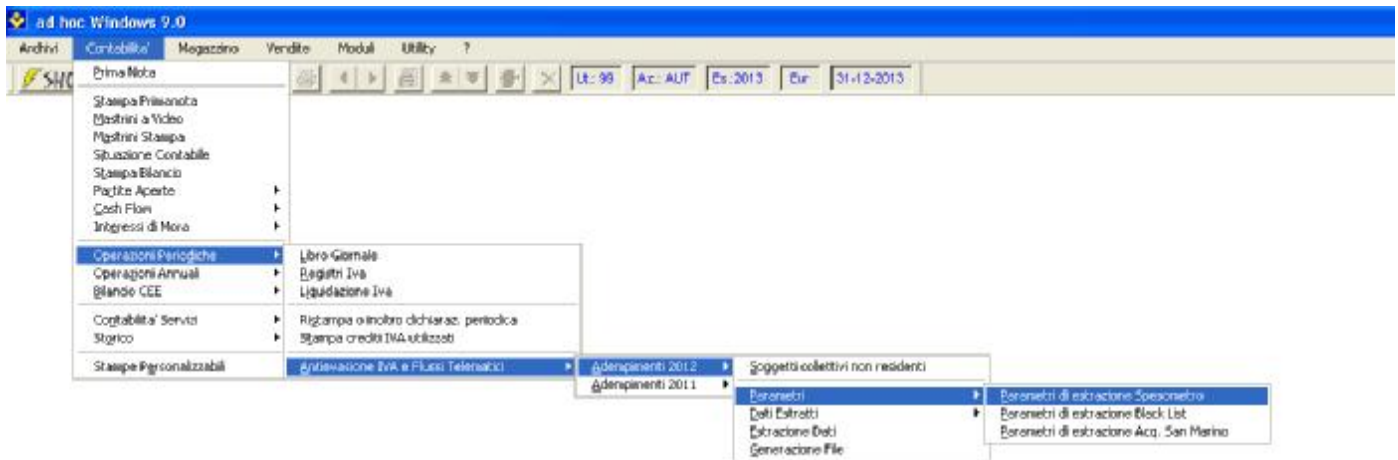 ad hoc Windows 9.0
Archivi Contabilita' Magazzino Vendite Moduli Utility ?
Ut.: 99 Az.: AUT Es.:2013 Eur 31-12-2013
Prima Nota
Stampa Primanota
Mastrini a Video
Mastrini Stampa
Situazione Contabile
Stampa Bilancio
Partite Aperte
Cash Flow
Interessi di Mora
Operazioni Periodiche
Operazioni Annuali
Bilancio CEE
Contabilita' Servizi
Storico
Stampe Personalizzabili
Libro Giornale
Registri Iva
Liquidazione Iva
Ristampa o inoltro dichiaraz. periodica
Stampa crediti IVA utilizzati
Antievasione IVA e Flussi Telematici
Adempimenti 2012
Adempimenti 2011
Soggetti collettivi non residenti
Parametri
Dati Estratti
Estrazione Dati
Generazione File
Parametri di estrazione Spesometro
Parametri di estrazione Black List
Parametri di estrazione Acq. San Marino